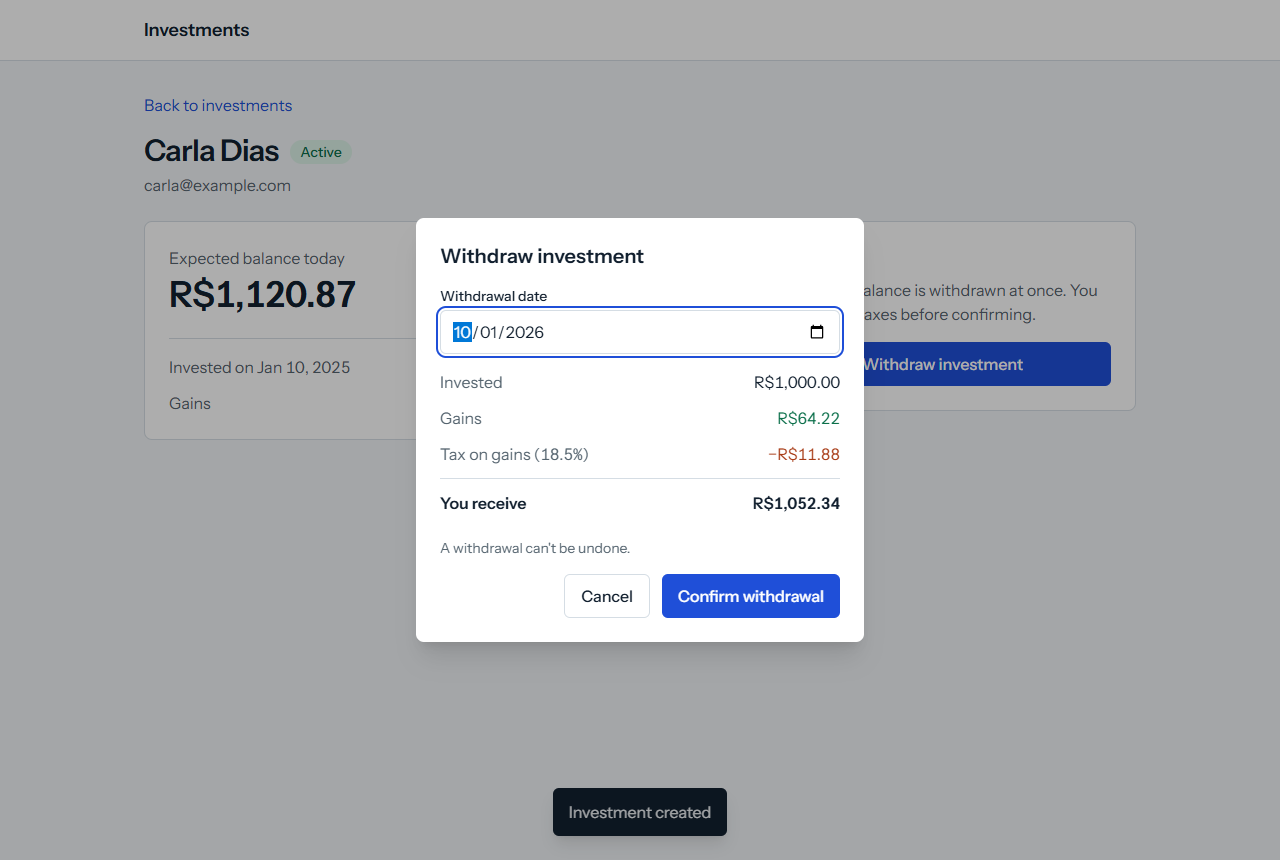 Investments
Back to investments
Carla Dias
Active
carla@example.com
Expected balance today
R$1,120.87
Invested on Jan 10, 2025
Gains
alance is withdrawn at once. You
axes before confirming.
Withdraw investment
Withdraw investment
Withdrawal date
10/01/2026
Invested
R$1,000.00
Gains
R$64.22
Tax on gains (18.5%)
−R$11.88
You receive
R$1,052.34
A withdrawal can't be undone.
Cancel
Confirm withdrawal
Investment created